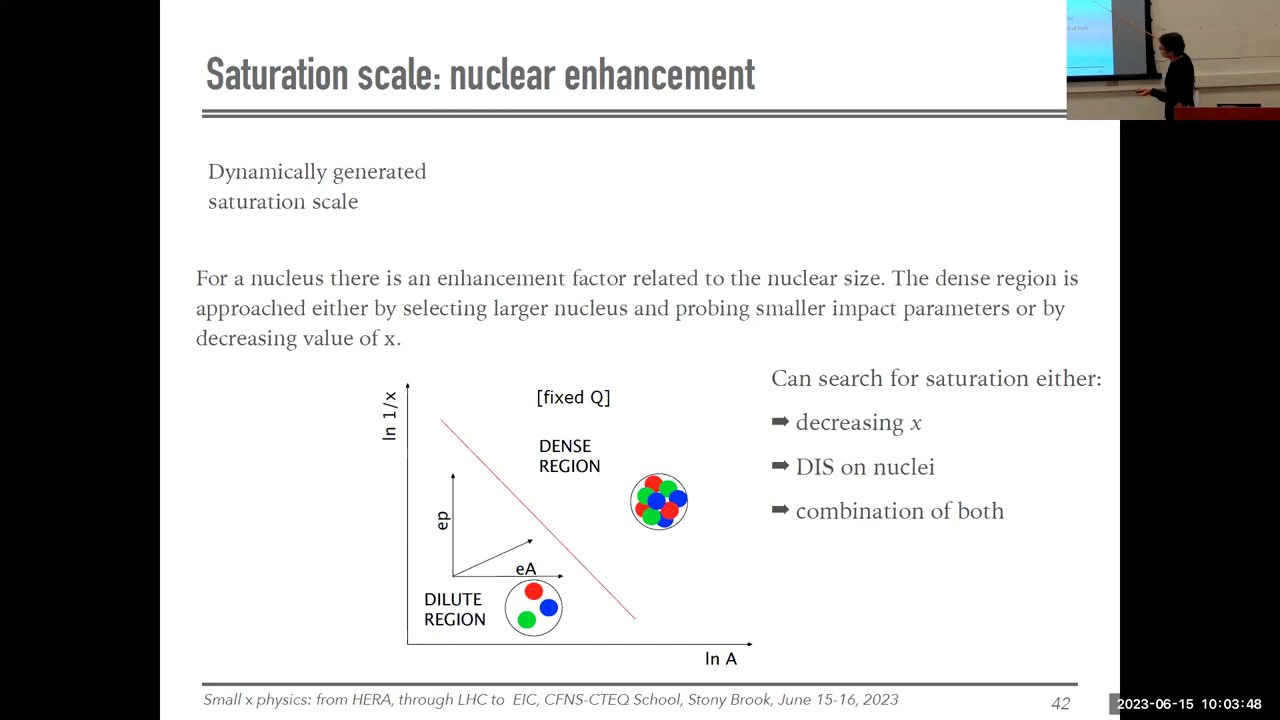 Saturation scale: nuclear enhancement
Dynamically generated
saturation scale
For a nucleus there is an enhancement factor related to the nuclear size. The dense region is
approached either by selecting larger nucleus and probing smaller impact parameters or by
decreasing value of x.
Can search for saturation either:
➡ decreasing x
➡ DIS on nuclei
➡ combination of both
ln 1/x
[fixed Q]
DENSE
REGION
ep
eA
DILUTE
REGION
ln A
Small x physics: from HERA, through LHC to EIC, CFNS-CTEQ School, Stony Brook, June 15-16, 2023
42
2023-06-15 10:03:48